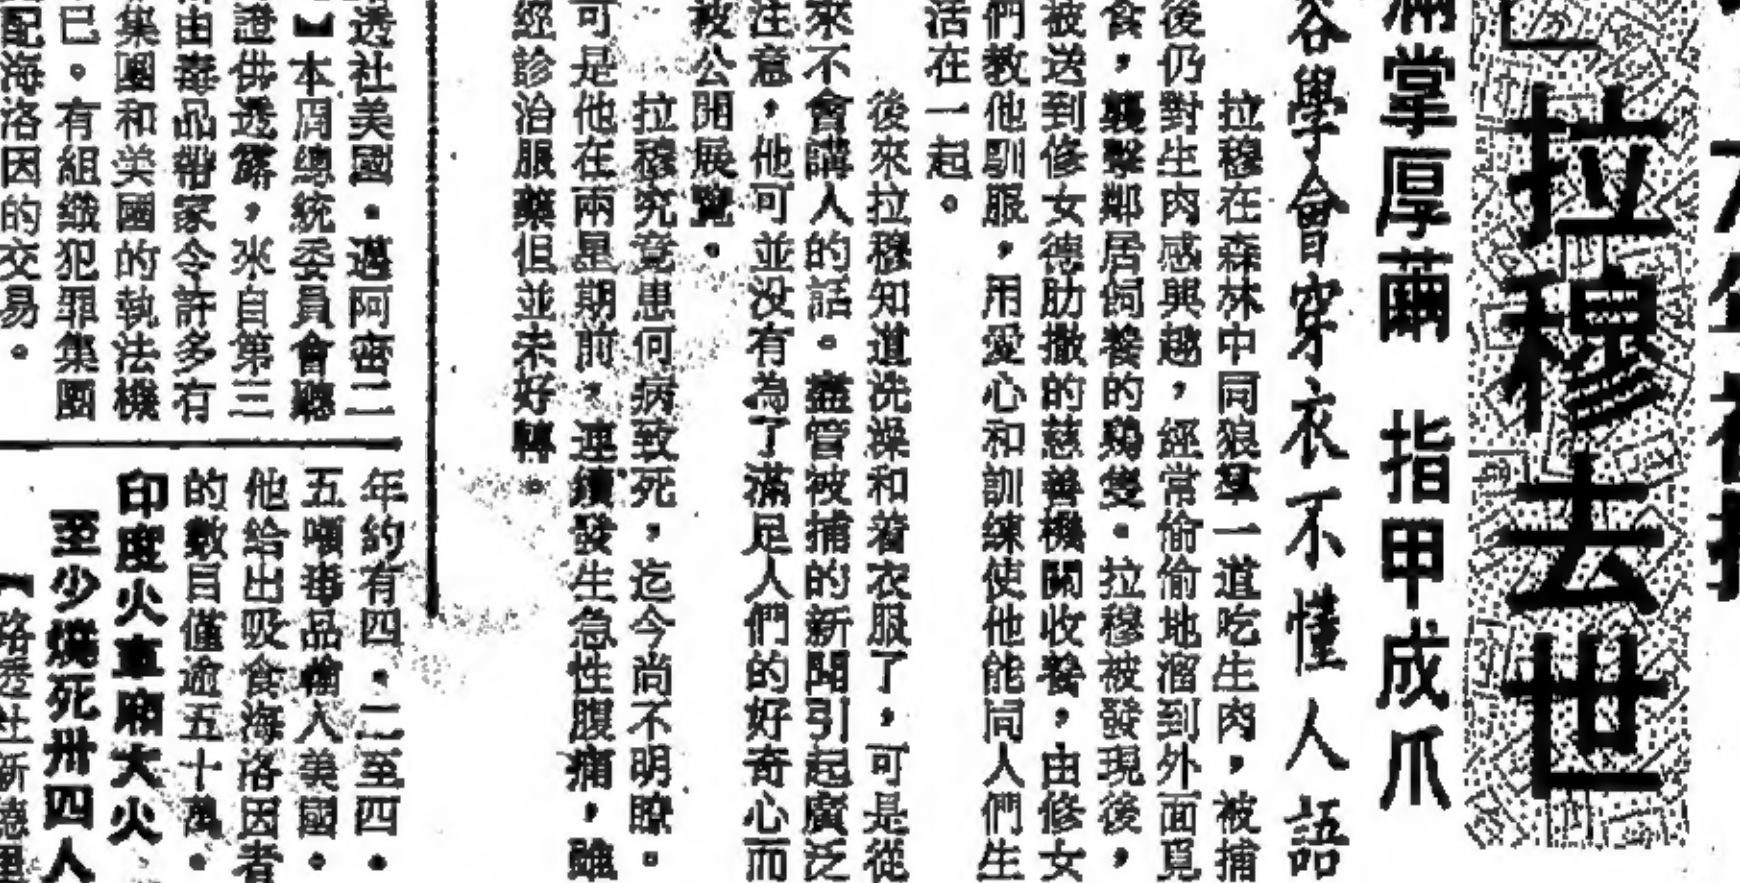 拉穆去世
滿掌厚繭 指甲成爪
谷學會穿衣不懂人語
拉穆在森林中同狼羣一道吃生肉，被捕
後仍對生肉感興趣，經常偷偷地溜到外面覓
食，襲擊鄰居飼養的鷄隻。拉穆被發現後，
被送到修女德肋撒的慈善機關收養，由修女
們教他馴服，用愛心和訓練使他能同人們生
活在一起。
後來拉穆知道洗澡和着衣服了，可是從
來不會講人的話。盡管被捕的新聞引起廣泛
注意，他可並沒有為了滿足人們的好奇心而
被公開展覽。
拉穆究竟患何病致死，迄今尚不明瞭。
可是他在兩星期前，連續發生急性腹痛，雖
經診治服藥但並未好轉。
透社美國・邁阿密二
】本周總統委員會聽
證供透露，來自第三
由毒品帶家令許多有
集團和美國的執法機
已。有組織犯罪集團
配海洛因的交易。
年約有四・二至四・
五噸毒品輸入美國。
他給出吸食海洛因者
的數目僅逾五十萬。
印度火車廂大火
至少燒死卅四人
【路透社新德里